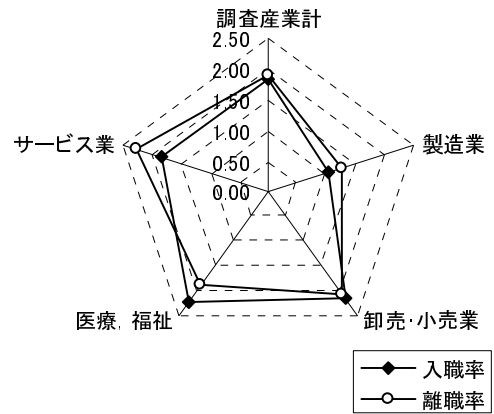 調査産業計
2.50
2.00
1.50
1.00
0.50
0.00
サービス業
製造業
医療，福祉
卸売・小売業
入職率
離職率